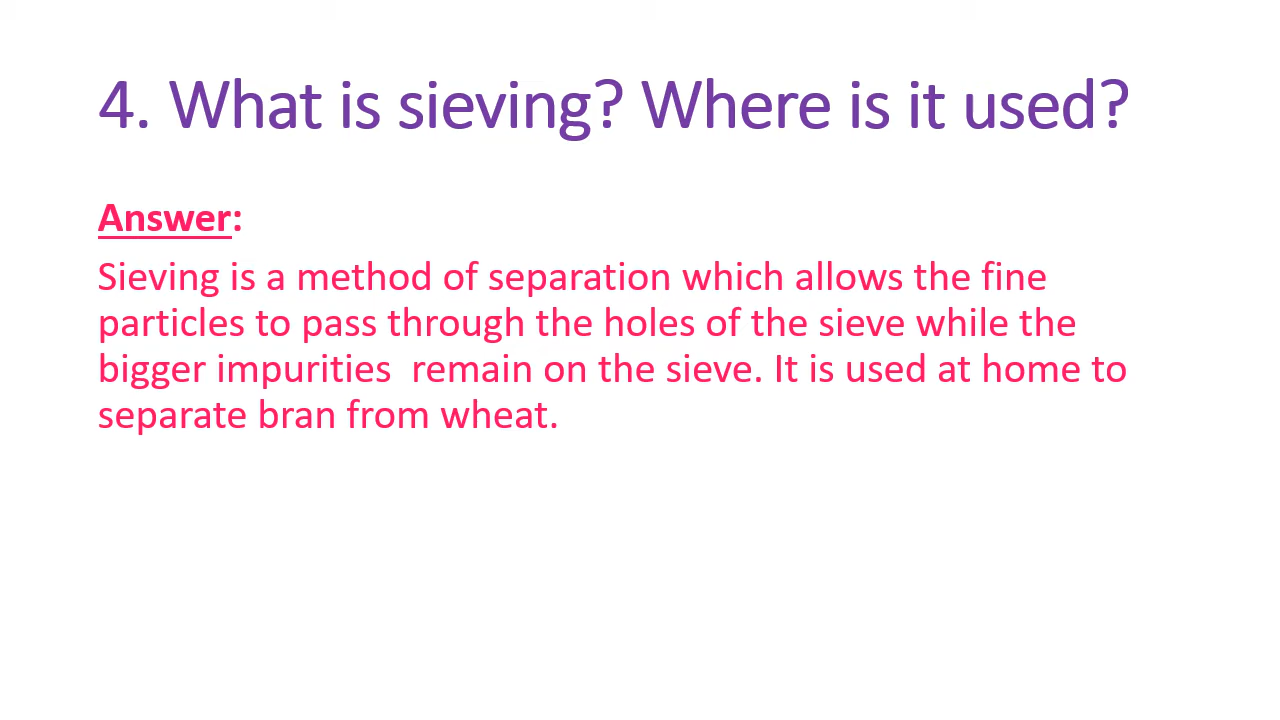 4. What is sieving? Where is it used?
Answer:
Sieving is a method of separation which allows the fine
particles to pass through the holes of the sieve while the
bigger impurities  remain on the sieve. It is used at home to
separate bran from wheat.